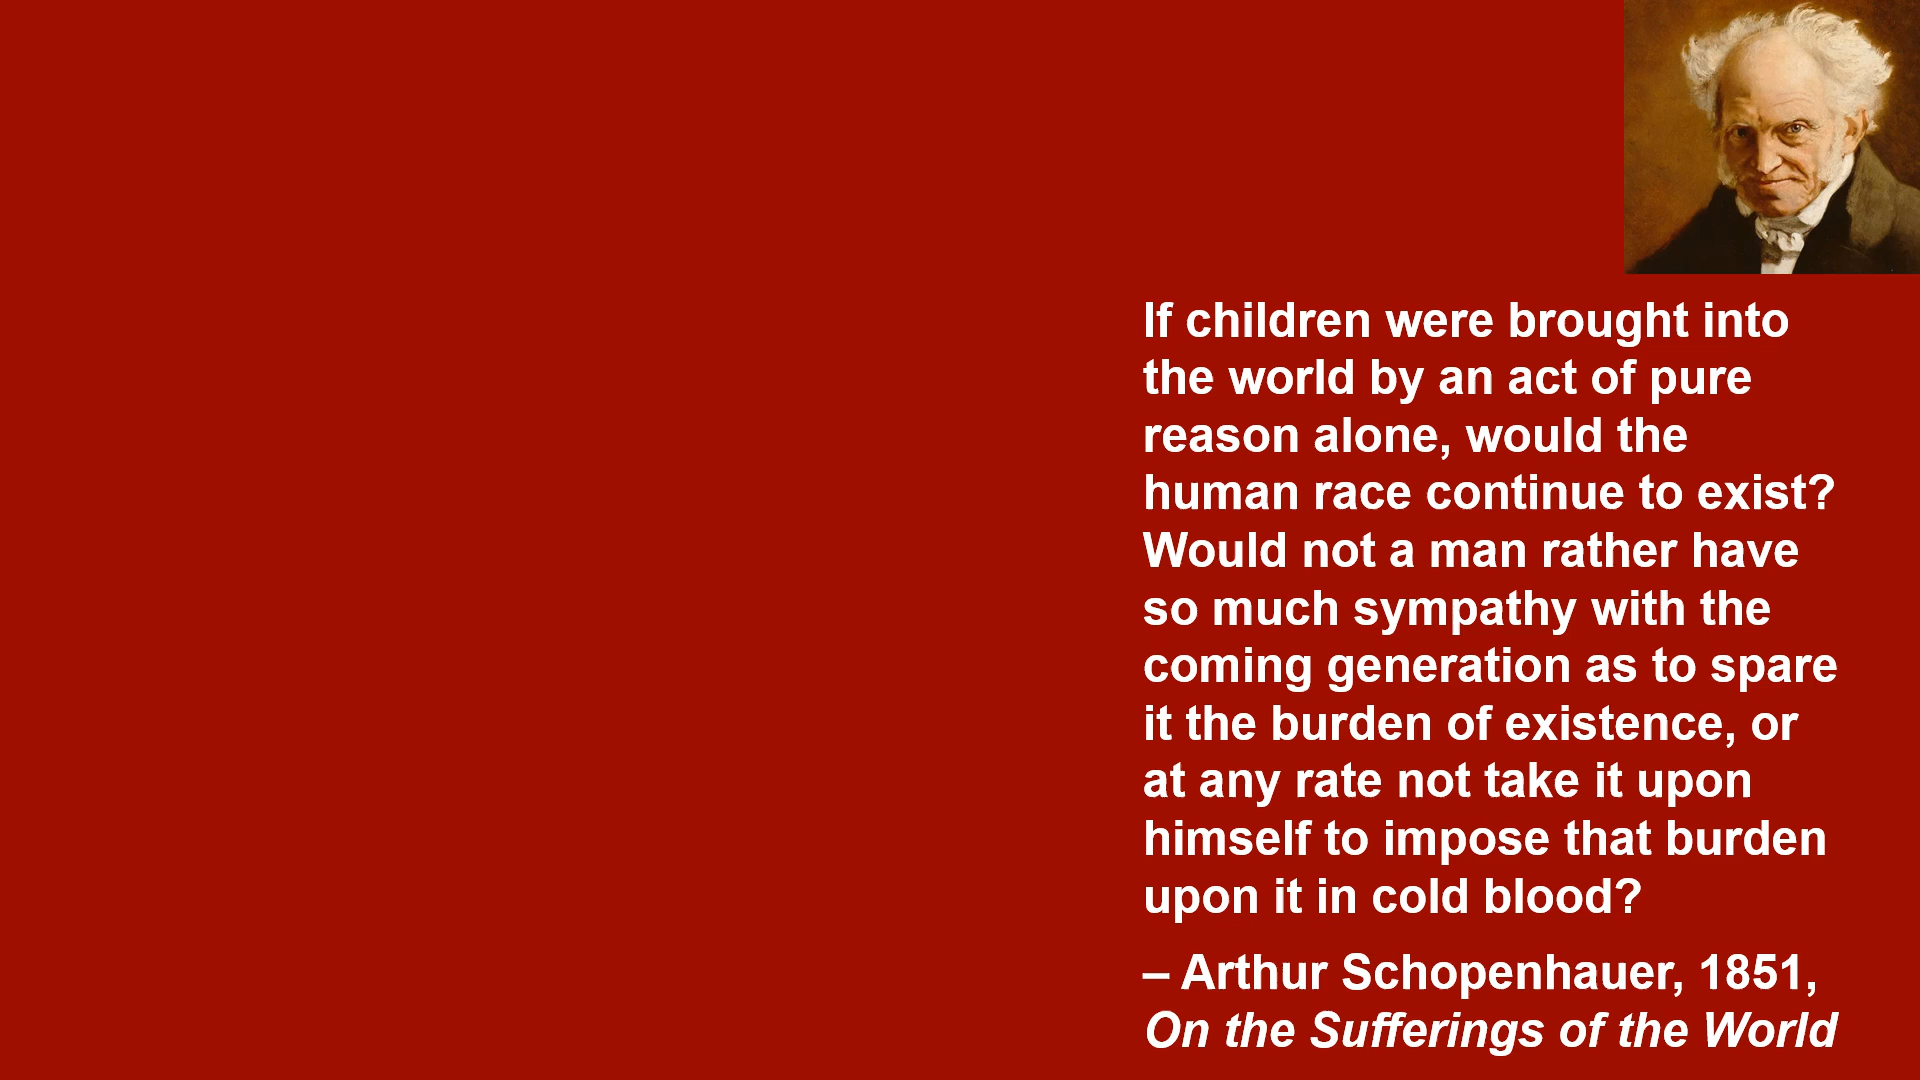 If children were brought into
the world by an act of pure
reason alone, would the
human race continue to exist?
Would not a man rather have
so much sympathy with the
coming generation as to spare
it the burden of existence, or
at any rate not take it upon
himself to impose that burden
upon it in cold blood?
– Arthur Schopenhauer, 1851,
On the Sufferings of the World